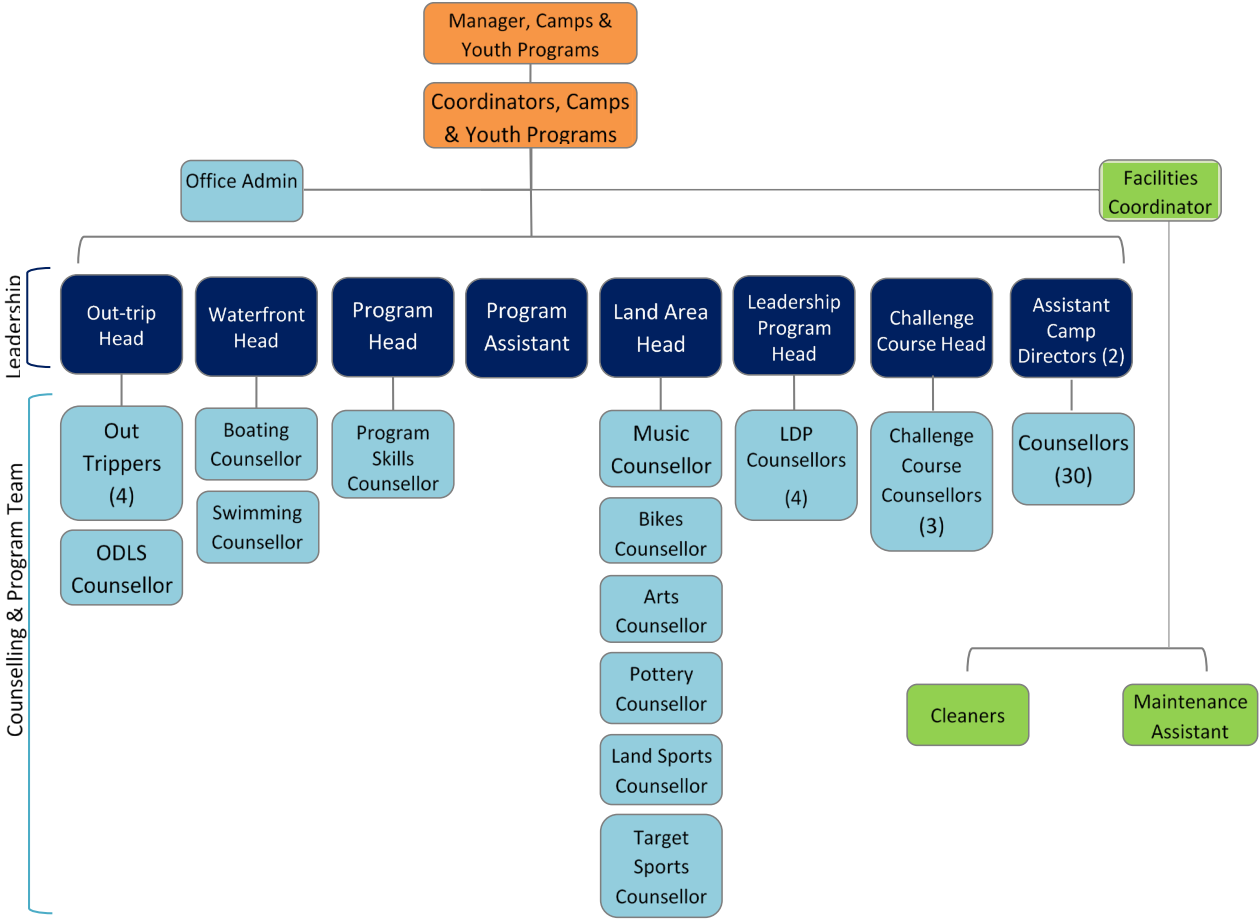 Manager, Camps &
Youth Programs
Coordinators, Camps
& Youth Programs
Office Admin
Facilities
Coordinator
Leadership
Out-trip
Head
Waterfront
Head
Program
Head
Program
Assistant
Land Area
Head
Leadership
Program
Head
Challenge
Course Head
Assistant
Camp
Directors (2)
Counselling & Program Team
Out
Trippers
(4)
ODLS
Counsellor
Boating
Counsellor
Swimming
Counsellor
Program
Skills
Counsellor
Music
Counsellor
Bikes
Counsellor
Arts
Counsellor
Pottery
Counsellor
Land Sports
Counsellor
Target
Sports
Counsellor
LDP
Counsellors
(4)
Challenge
Course
Counsellors
(3)
Counsellors
(30)
Cleaners
Maintenance
Assistant